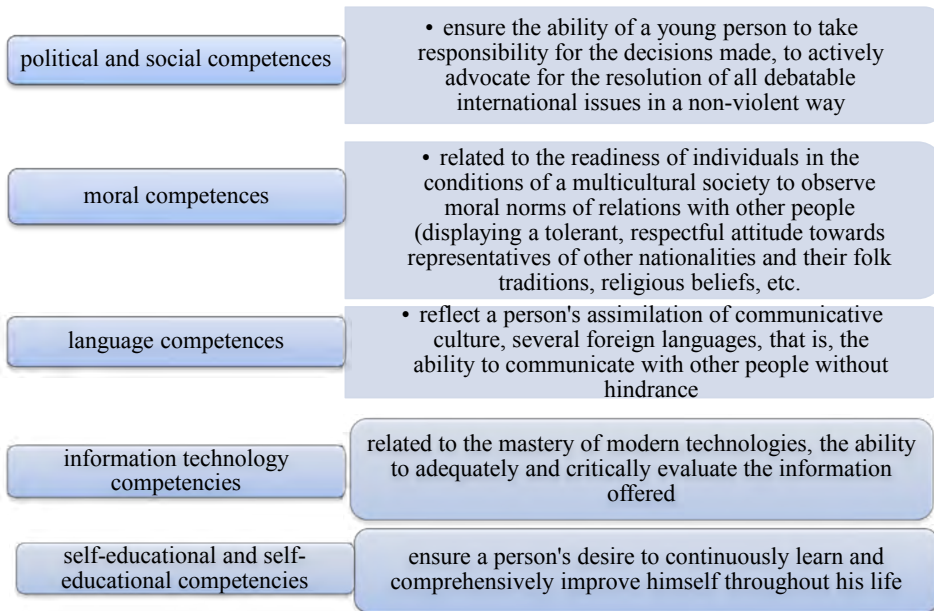 political and social competences
• ensure the ability of a young person to take
responsibility for the decisions made, to actively
advocate for the resolution of all debatable
international issues in a non-violent way
moral competences
• related to the readiness of individuals in the
conditions of a multicultural society to observe
moral norms of relations with other people
(displaying a tolerant, respectful attitude towards
representatives of other nationalities and their folk
traditions, religious beliefs, etc.
language competences
• reflect a person's assimilation of communicative
culture, several foreign languages, that is, the
ability to communicate with other people without
hindrance
information technology
competencies
related to the mastery of modern technologies, the ability
to adequately and critically evaluate the information
offered
self-educational and self-
educational competencies
ensure a person's desire to continuously learn and
comprehensively improve himself throughout his life